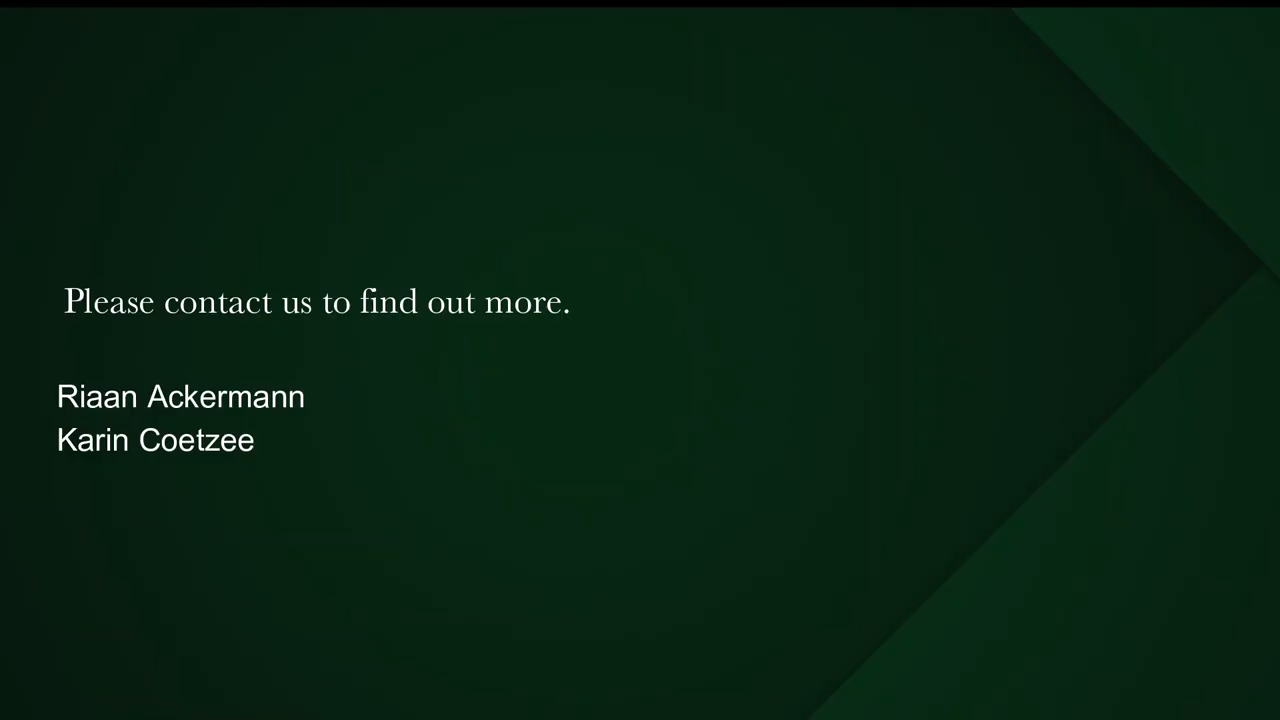 Please contact us to find out more.
Riaan Ackermann
Karin Coetzee